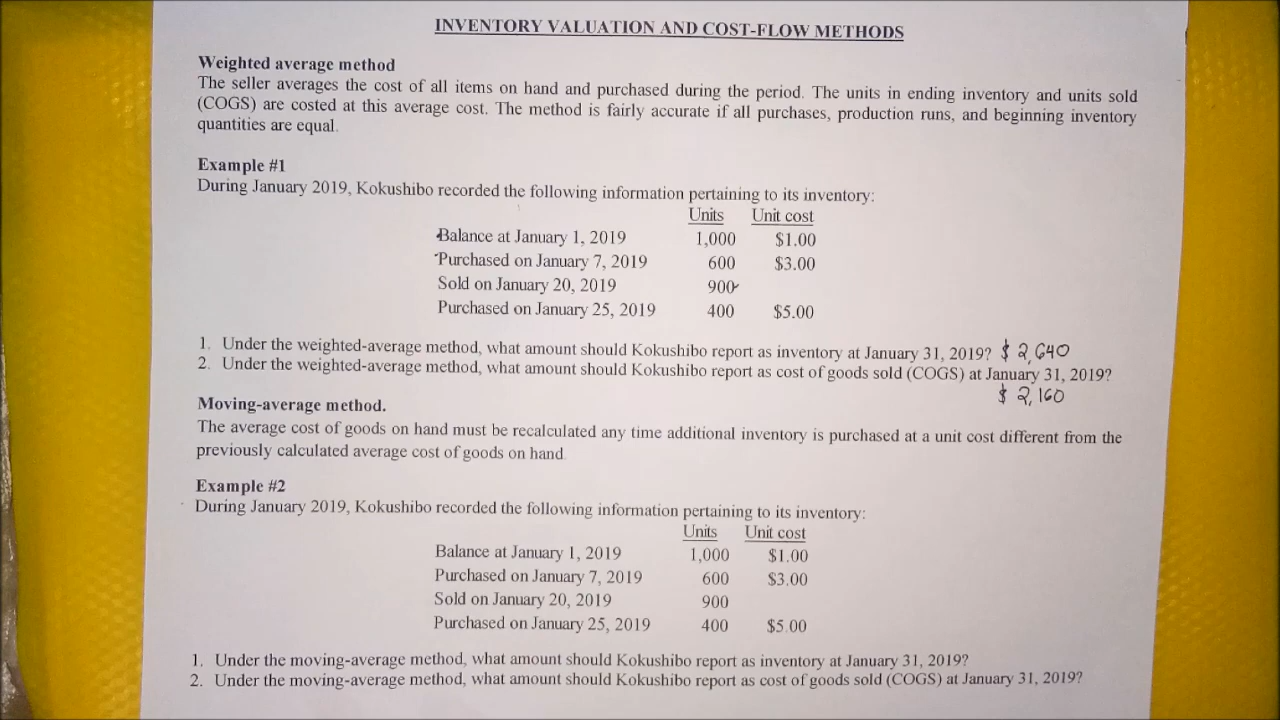 INVENTORY VALUATION AND COST-FLOW METHODS
Weighted average method
The seller averages the cost of all items on hand and purchased during the period. The units in ending inventory and units sold
(COGS) are costed at this average cost. The method is fairly accurate if all purchases, production runs, and beginning inventory
quantities are equal.
Example #1
During January 2019, Kokushibo recorded the following information pertaining to its inventory:
Units Unit cost
Balance at January 1, 2019 1,000 $1.00
Purchased on January 7, 2019 600 $3.00
Sold on January 20, 2019 900
Purchased on January 25, 2019 400 $5.00
1. Under the weighted-average method, what amount should Kokushibo report as inventory at January 31, 2019? $ 2,640
2. Under the weighted-average method, what amount should Kokushibo report as cost of goods sold (COGS) at January 31, 2019?
$ 2,160
Moving-average method.
The average cost of goods on hand must be recalculated any time additional inventory is purchased at a unit cost different from the
previously calculated average cost of goods on hand.
Example #2
During January 2019, Kokushibo recorded the following information pertaining to its inventory:
Units Unit cost
Balance at January 1, 2019 1,000 $1.00
Purchased on January 7, 2019 600 $3.00
Sold on January 20, 2019 900
Purchased on January 25, 2019 400 $5.00
1. Under the moving-average method, what amount should Kokushibo report as inventory at January 31, 2019?
2. Under the moving-average method, what amount should Kokushibo report as cost of goods sold (COGS) at January 31, 2019?